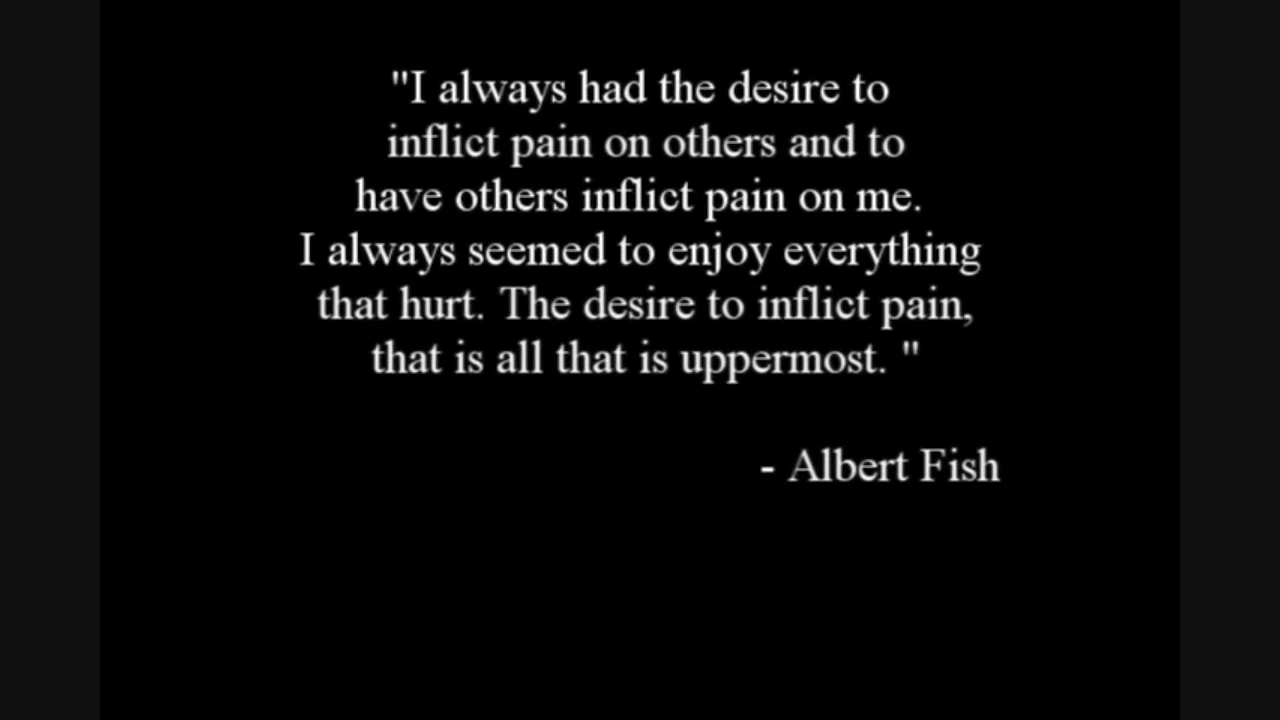 "I always had the desire to
inflict pain on others and to
have others inflict pain on me.
I always seemed to enjoy everything
that hurt. The desire to inflict pain,
that is all that is uppermost. "
- Albert Fish